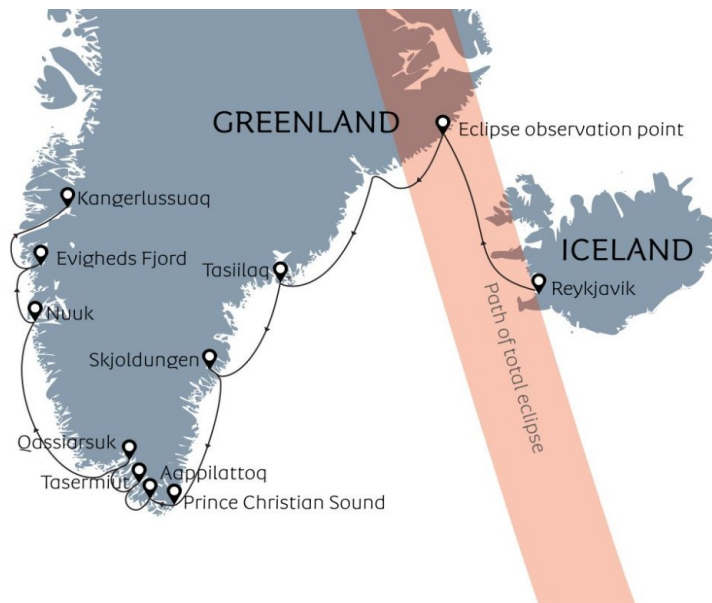 GREENLAND
Eclipse observation point
Kangerlussuaq
ICELAND
Evigheds Fjord
Tasiilaq
Reykjavik
Nuuk
Path of total eclipse
Skjoldungen
Qassiarsuk
Aappilattoq
Tasermiut
Prince Christian Sound